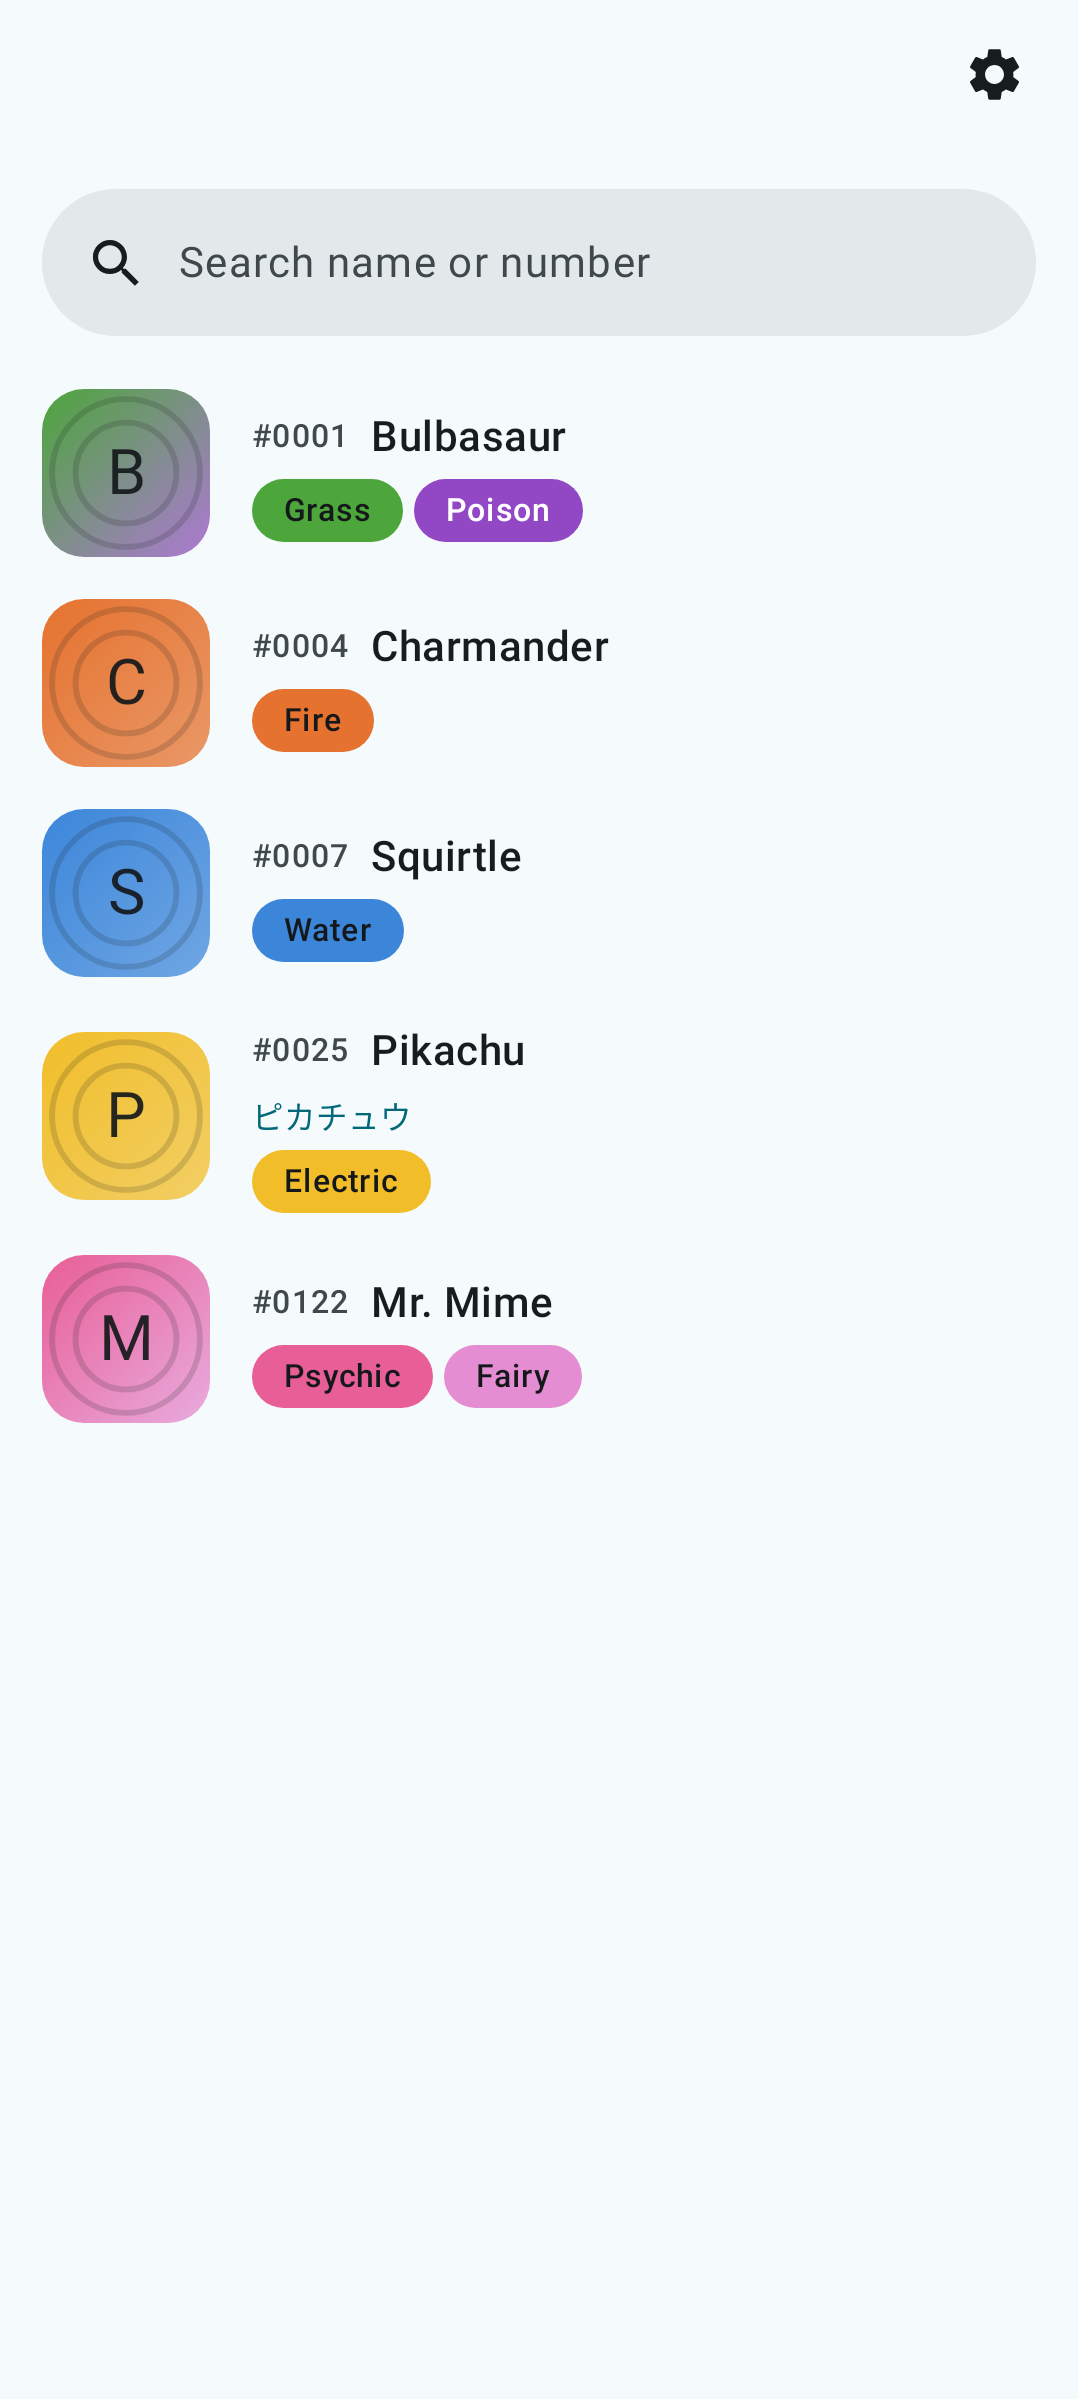 Search name or number
B
#0001 Bulbasaur
Grass Poison
C
#0004 Charmander
Fire
S
#0007 Squirtle
Water
P
#0025 Pikachu
ピカチュウ
Electric
M
#0122 Mr. Mime
Psychic Fairy